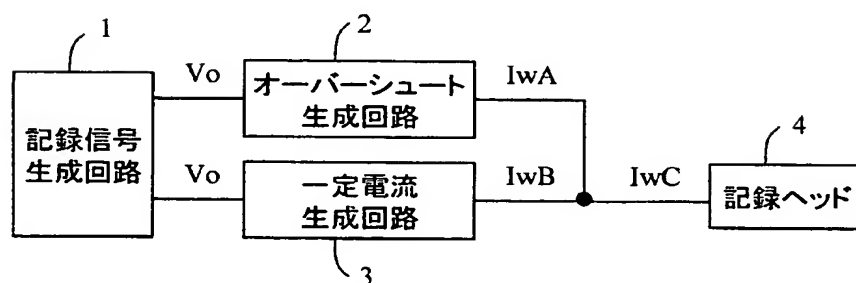 1
2
Vo
オーバーシュート
生成回路
IwA
記録信号
生成回路
4
Vo
一定電流
生成回路
IwB
IwC
記録ヘッド
3